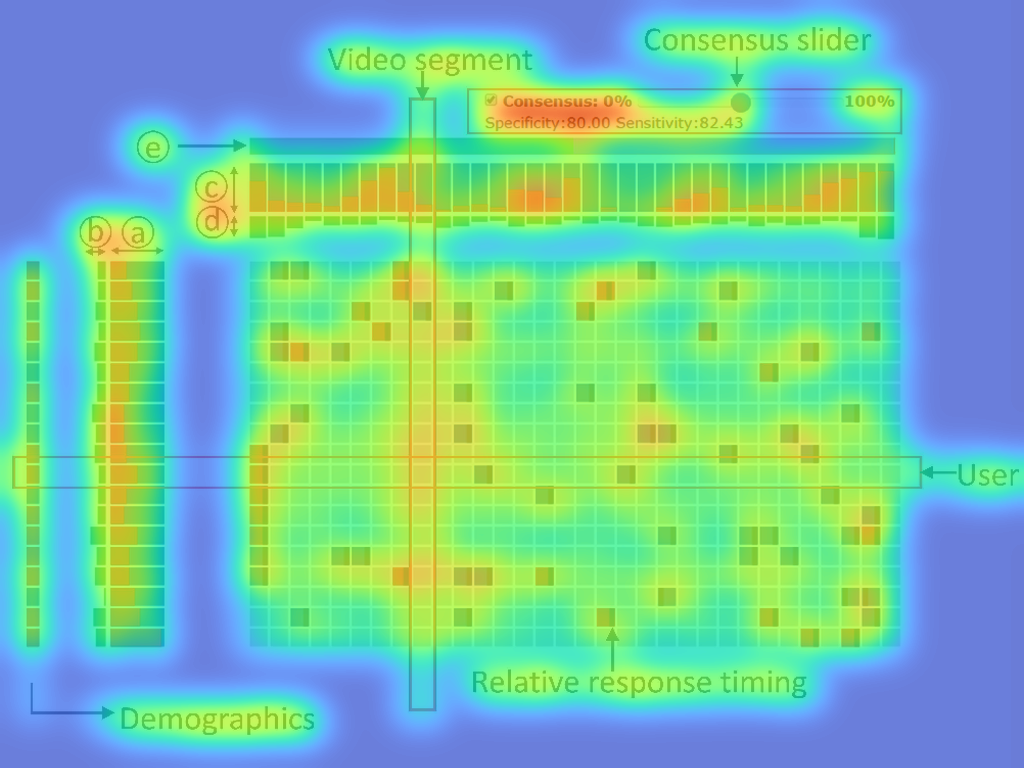 Consensus slider
Video segment
Consensus: 0% 100%
Specificity:80.00 Sensitivity:82.43
e
c
d
b a
User
Relative response timing
Demographics